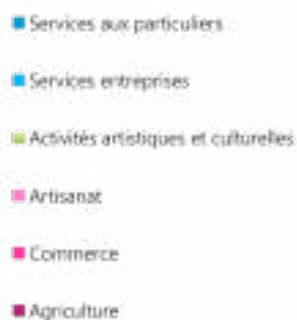 Services aux particuliers
Services entreprises
Activités artistiques et culturelles
Artisanat
Commerce
Agriculture